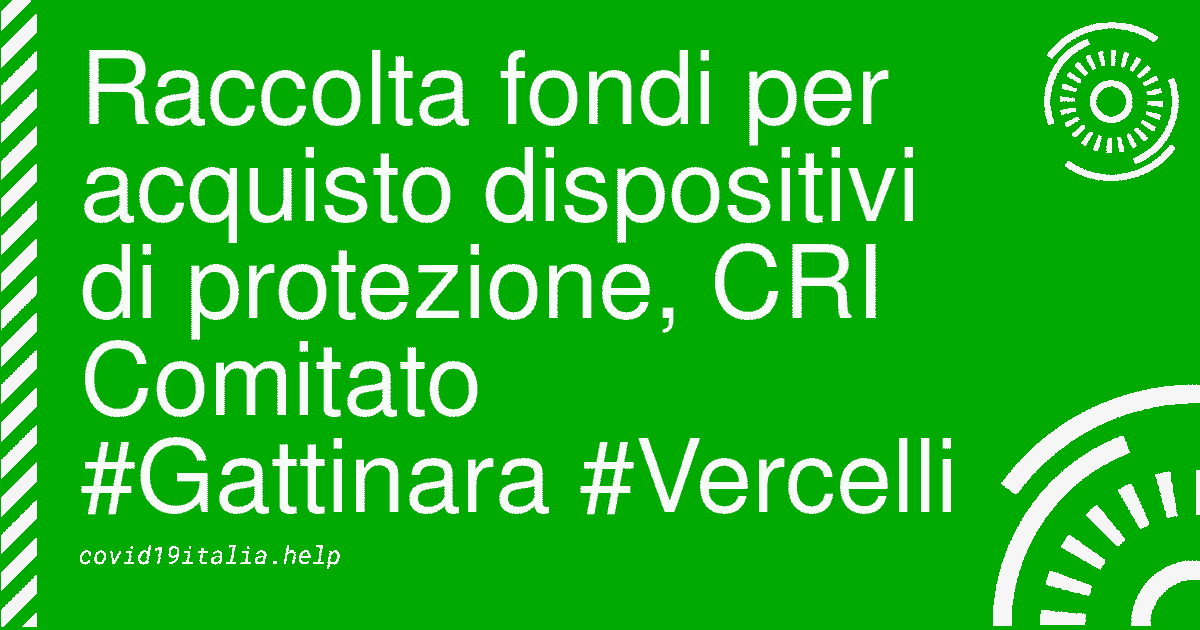 Raccolta fondi per
acquisto dispositivi
di protezione, CRI
Comitato
#Gattinara #Vercelli
covid19italia.help